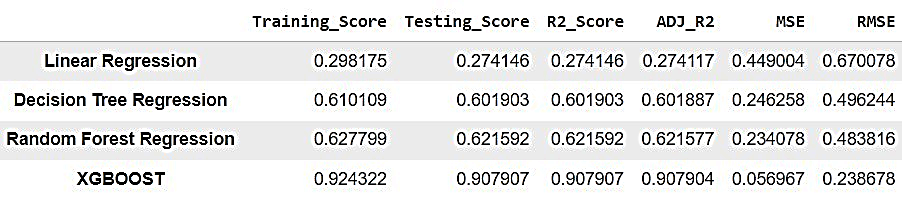 Training_Score Testing_Score R2_Score ADJ_R2 MSE RMSE
Linear Regression 0.298175 0.274146 0.274146 0.274117 0.449004 0.670078
Decision Tree Regression 0.610109 0.601903 0.601903 0.601887 0.246258 0.496244
Random Forest Regression 0.627799 0.621592 0.621592 0.621577 0.234078 0.483816
XGBOOST 0.924322 0.907907 0.907907 0.907904 0.056967 0.238678